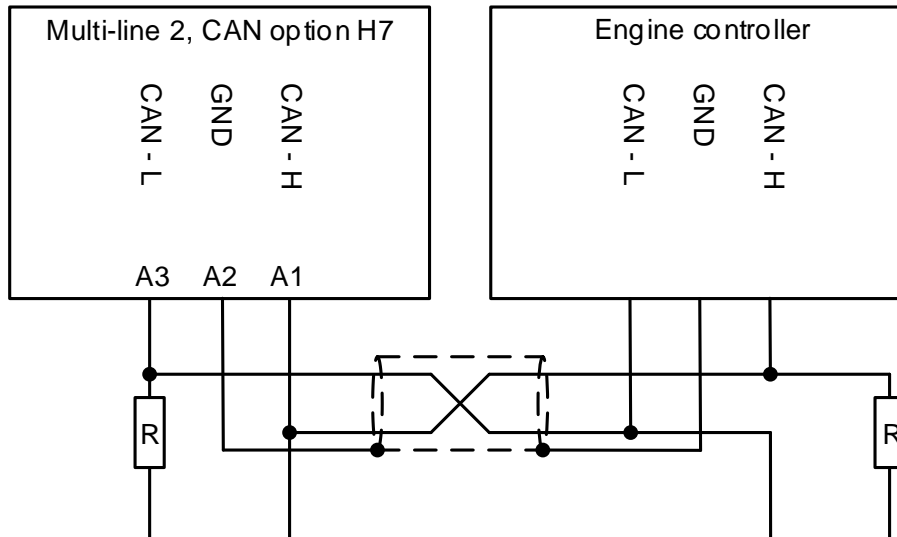 Multi-line 2, CAN option H7
Engine controller
CAN - L
GND
CAN - H
CAN - L
GND
CAN - H
A3
A2
A1
R
R